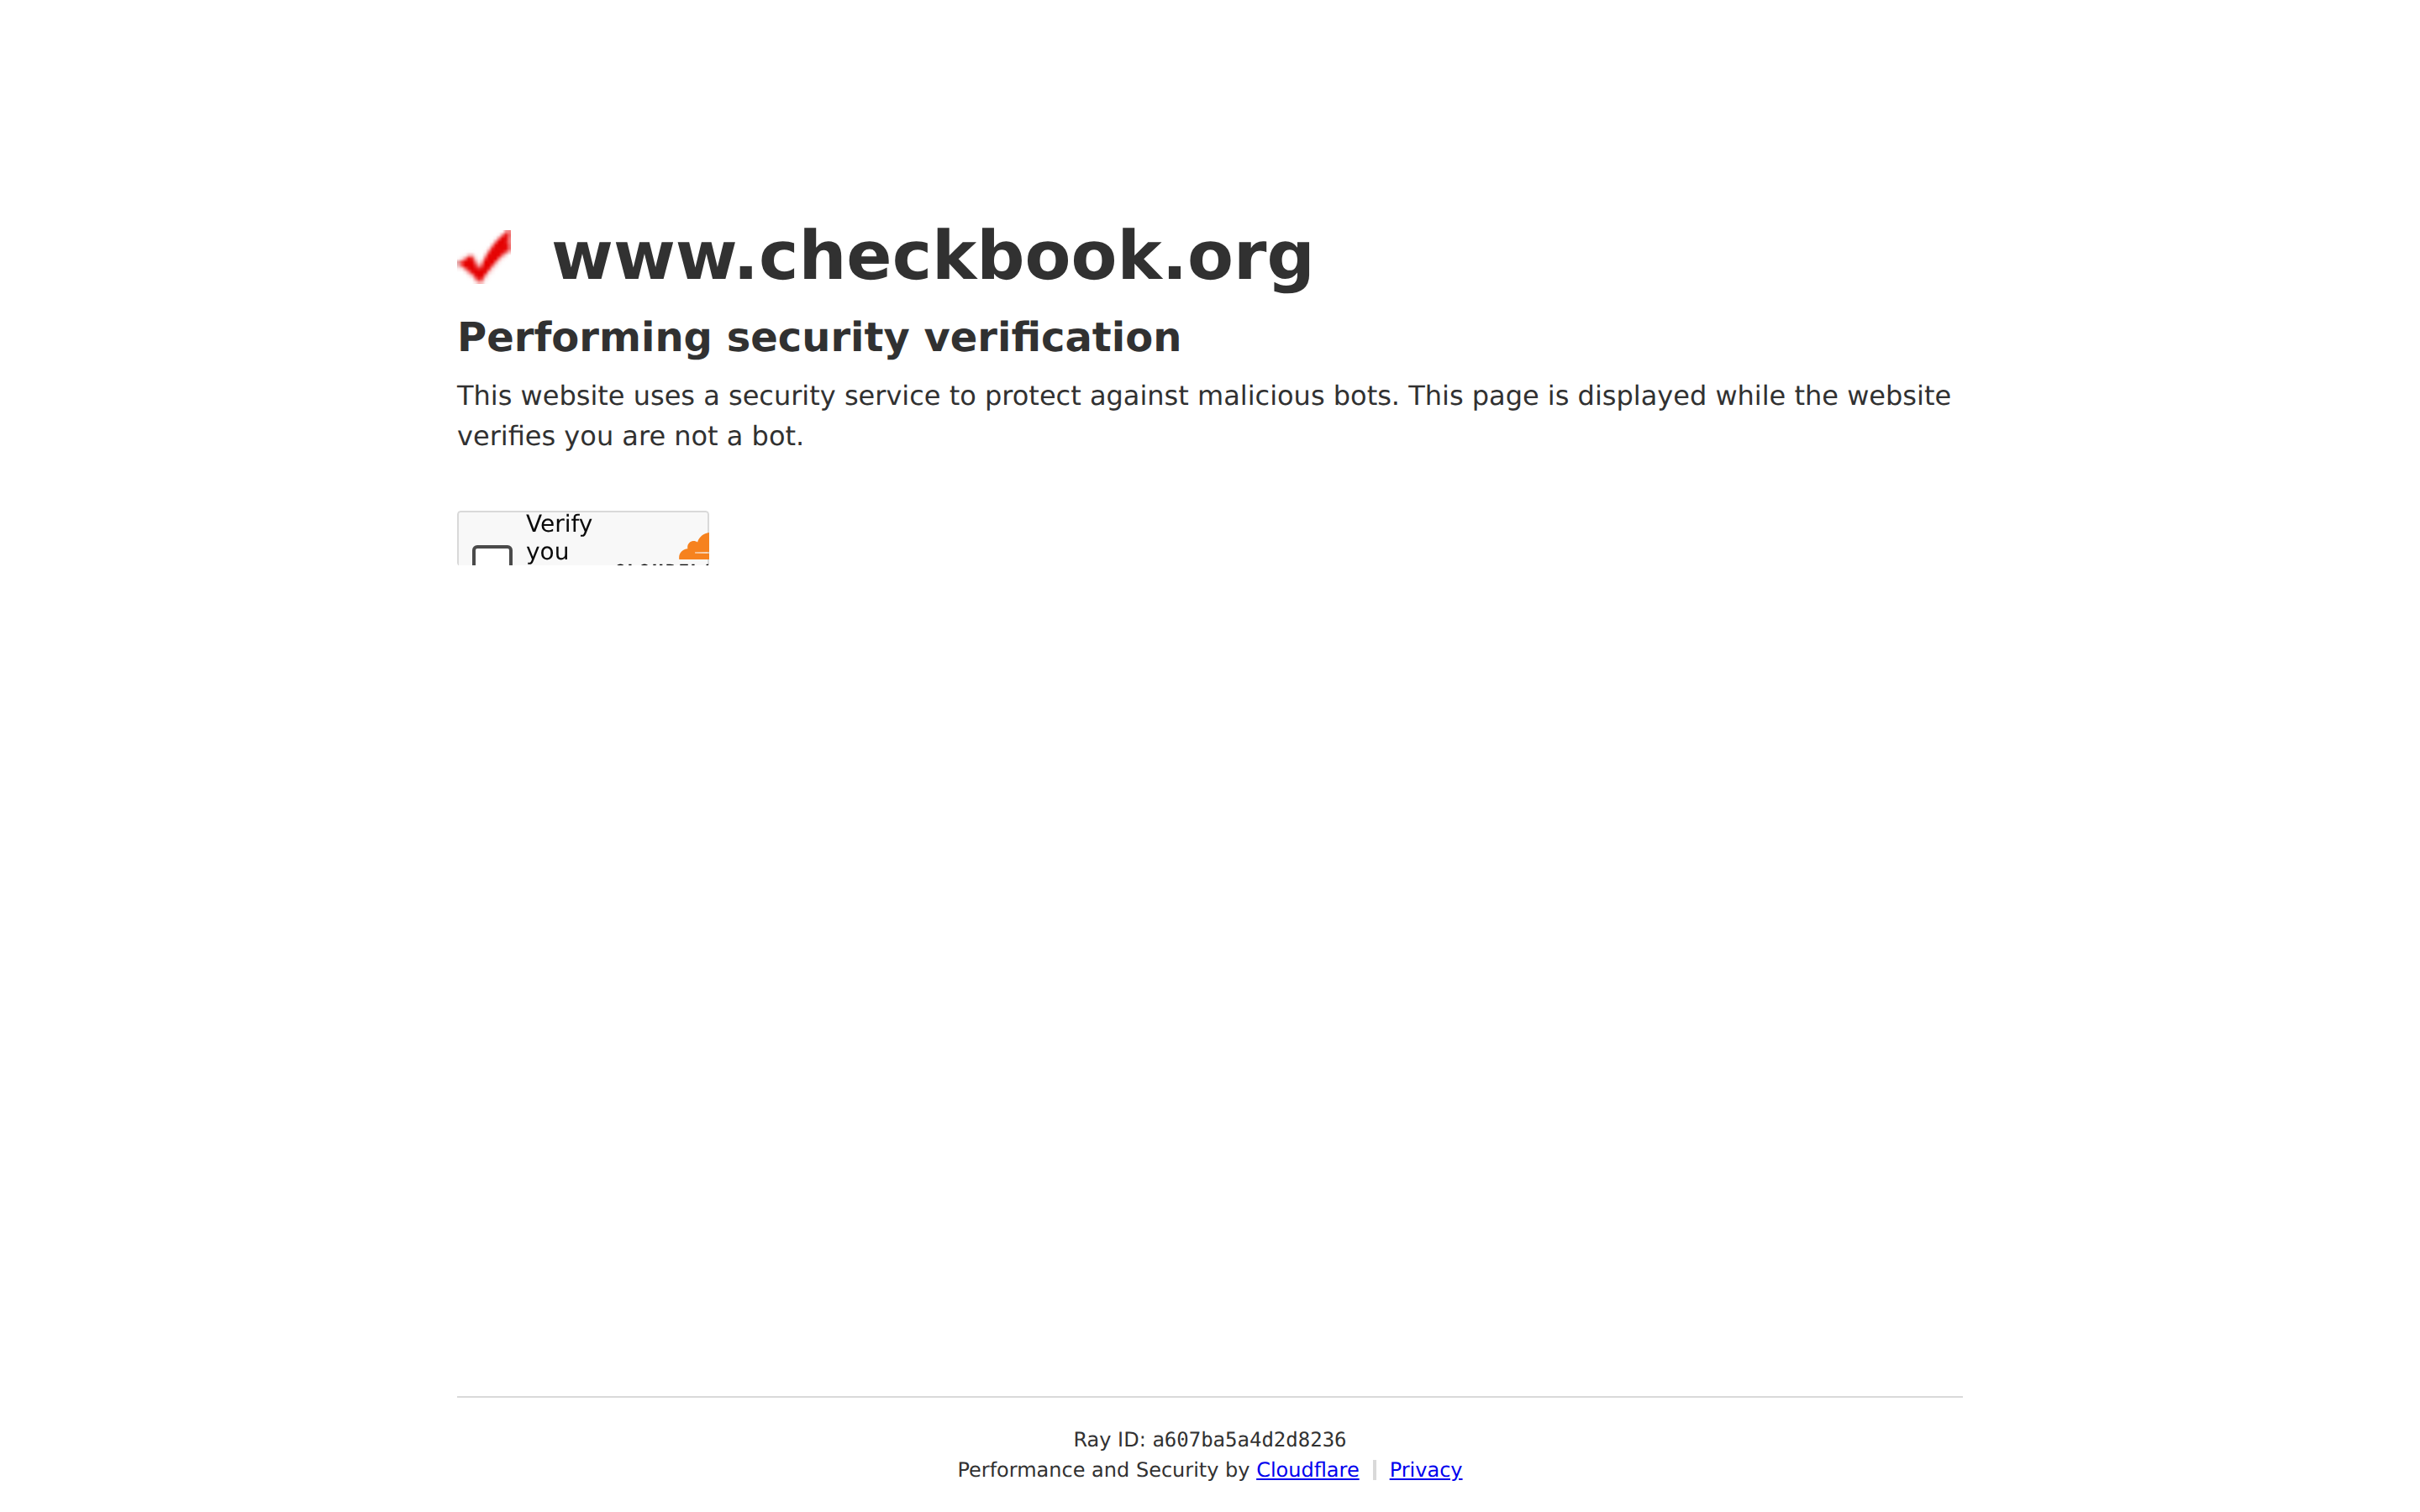 www.checkbook.org
Performing security verification
This website uses a security service to protect against malicious bots. This page is displayed while the website
verifies you are not a bot.
Verify
you
Ray ID: a607ba5a4d2d8236
Performance and Security by Cloudflare | Privacy